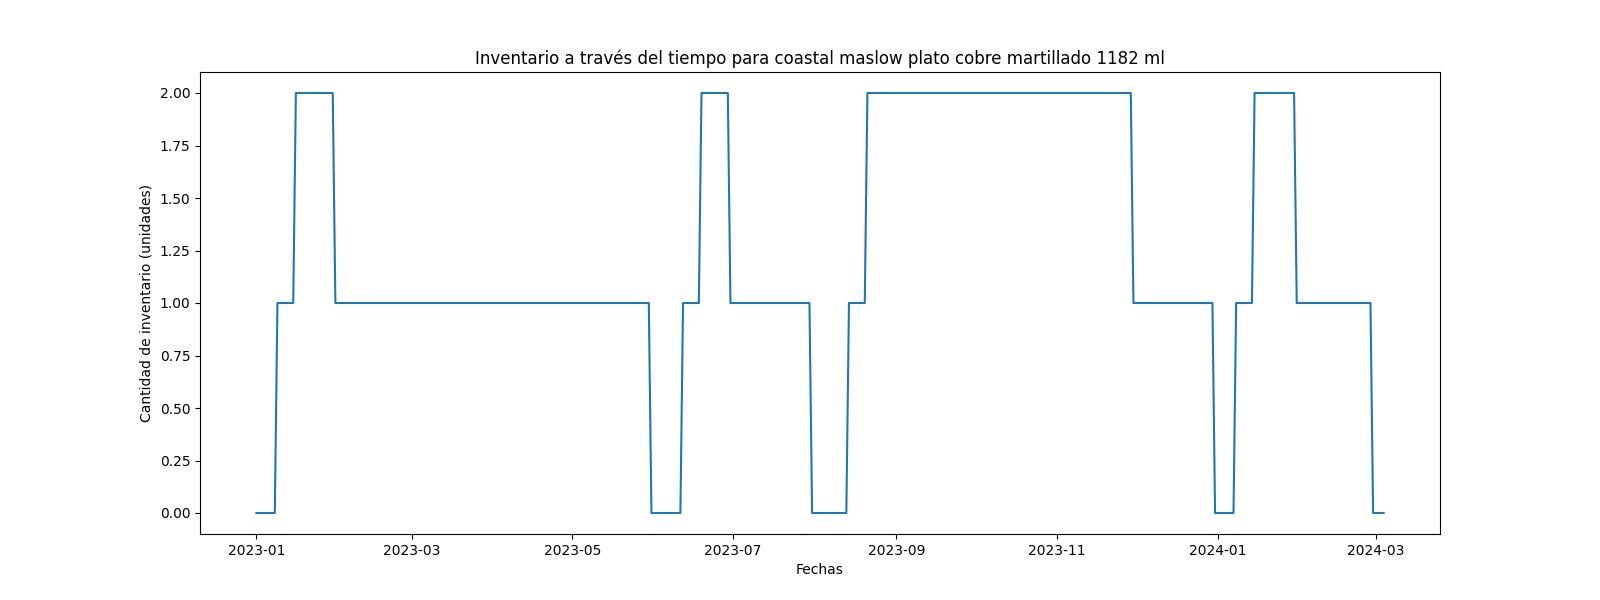 Inventario a través del tiempo para coastal maslow plato cobre martillado 1182 ml
Cantidad de inventario (unidades)
2.00
1.75
1.50
1.25
1.00
0.75
0.50
0.25
0.00
2023-01 2023-03 2023-05 2023-07 2023-09 2023-11 2024-01 2024-03
Fechas